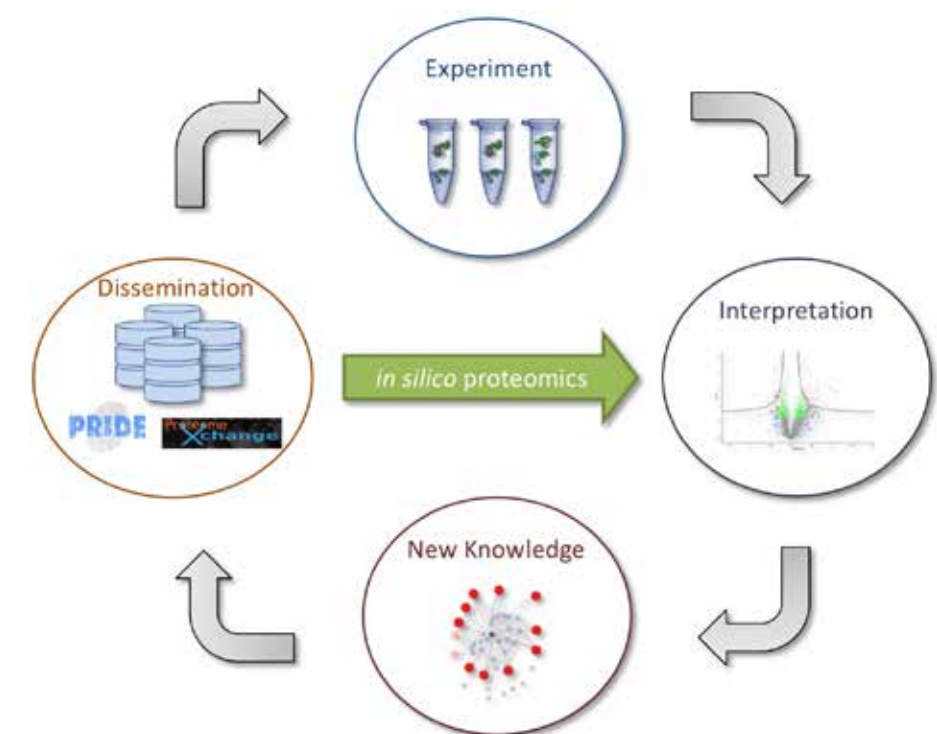 Experiment
Dissemination
PRIDE
Proteome
Xchange
in silico proteomics
Interpretation
New Knowledge